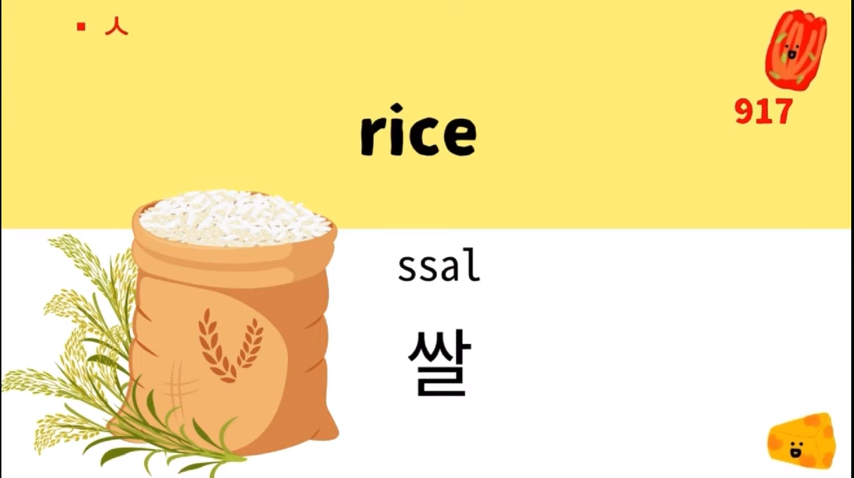 ▪ ㅅ
917
rice
ssal
쌀